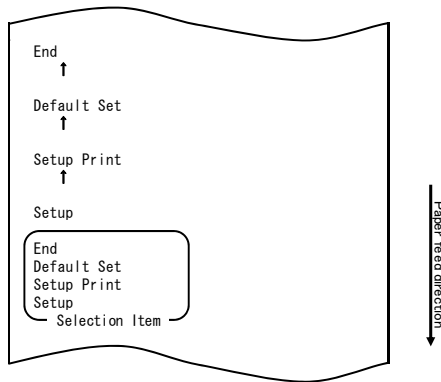 End
↑
Default Set
↑
Setup Print
↑
Setup
End
Default Set
Setup Print
Setup
Selection Item
Paper feed direction